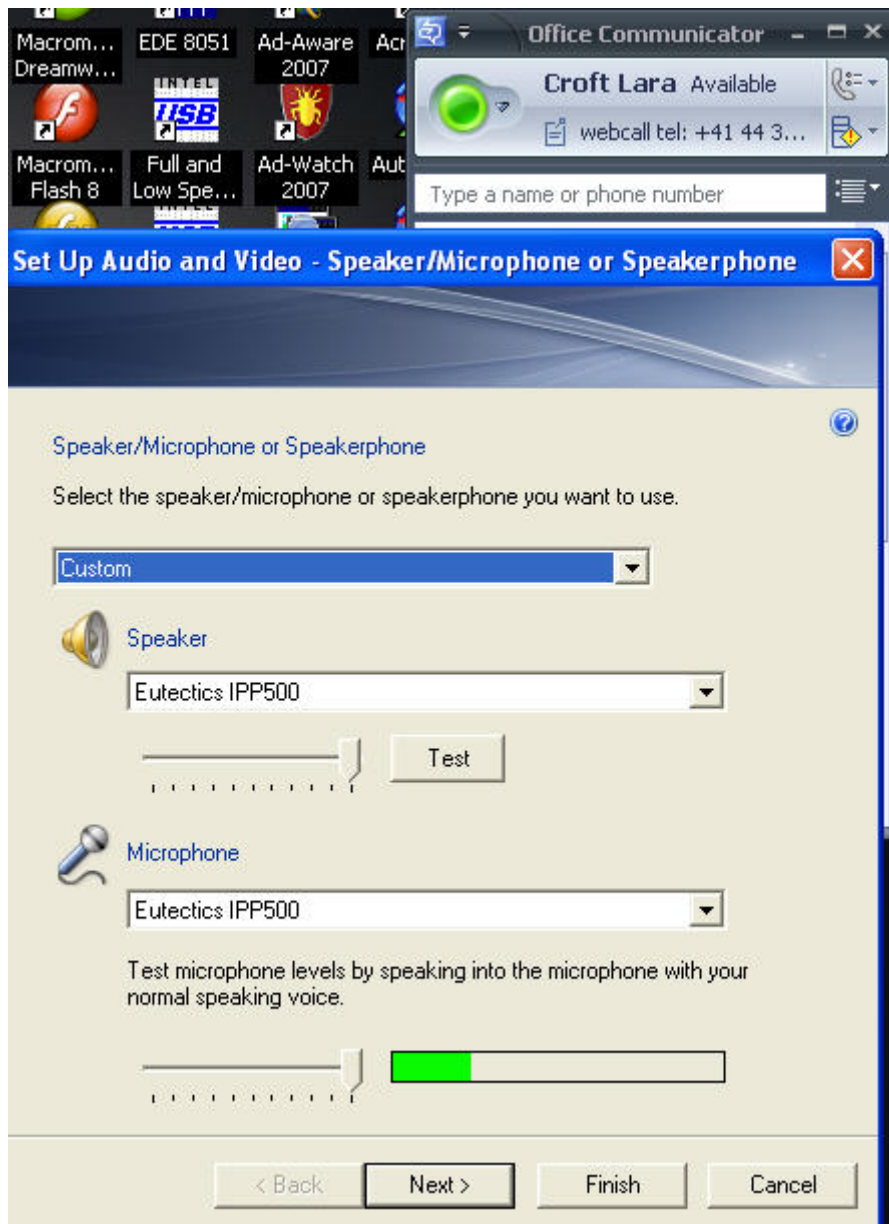 Macrom...
Dreamw...
EDE 8051
Ad-Aware
2007
Acr
INTEL
USB
Macrom...
Flash 8
Full and
Low Spe...
Ad-Watch
2007
Aut
Office Communicator
Croft Lara Available
webcall tel: +41 44 3...
Type a name or phone number
Set Up Audio and Video - Speaker/Microphone or Speakerphone
Speaker/Microphone or Speakerphone
Select the speaker/microphone or speakerphone you want to use.
Custom
Speaker
Eutectics IPP500
Test
Microphone
Eutectics IPP500
Test microphone levels by speaking into the microphone with your
normal speaking voice.
< Back
Next >
Finish
Cancel